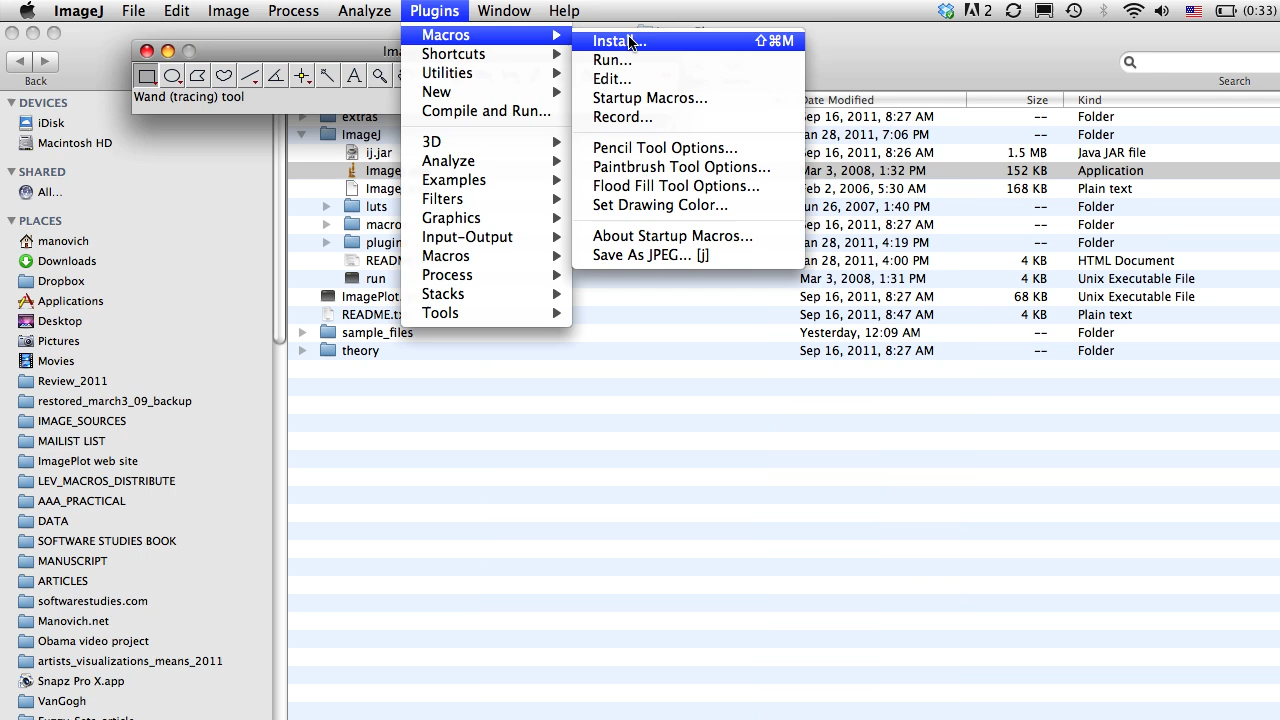 ImageJ File Edit Image Process Analyze Plugins Window Help 2 (0:33)
Back
Search
Wand (tracing) tool
Macros
Shortcuts
Utilities
New
Compile and Run...
3D
Analyze
Examples
Filters
Graphics
Input-Output
Macros
Process
Stacks
Tools
Install... ⇧⌘M
Run...
Edit...
Startup Macros...
Record...
Pencil Tool Options...
Paintbrush Tool Options...
Flood Fill Tool Options...
Set Drawing Color...
About Startup Macros...
Save As JPEG... [j]
DEVICES
iDisk
Macintosh HD
SHARED
All...
PLACES
manovich
Downloads
Dropbox
Applications
Desktop
Pictures
Movies
Review_2011
restored_march3_09_backup
IMAGE_SOURCES
MAILIST LIST
ImagePlot web site
LEV_MACROS_DISTRIBUTE
AAA_PRACTICAL
DATA
SOFTWARE STUDIES BOOK
MANUSCRIPT
ARTICLES
softwarestudies.com
Manovich.net
Obama video project
artists_visualizations_means_2011
Snapz Pro X.app
VanGogh
Date Modified Size Kind
extras Sep 16, 2011, 8:27 AM -- Folder
ImageJ Jan 28, 2011, 7:06 PM -- Folder
ij.jar Sep 16, 2011, 8:26 AM 1.5 MB Java JAR file
Image Mar 3, 2008, 1:32 PM 152 KB Application
Image Feb 2, 2006, 5:30 AM 168 KB Plain text
luts Jun 26, 2007, 1:40 PM -- Folder
macro Sep 16, 2011, 8:27 AM -- Folder
plugin Jan 28, 2011, 4:19 PM -- Folder
READ Jan 28, 2011, 4:00 PM 4 KB HTML Document
run Mar 3, 2008, 1:31 PM 4 KB Unix Executable File
ImagePlot Sep 16, 2011, 8:27 AM 68 KB Unix Executable File
README.tx Sep 16, 2011, 8:47 AM 4 KB Plain text
sample_files Yesterday, 12:09 AM -- Folder
theory Sep 16, 2011, 8:27 AM -- Folder